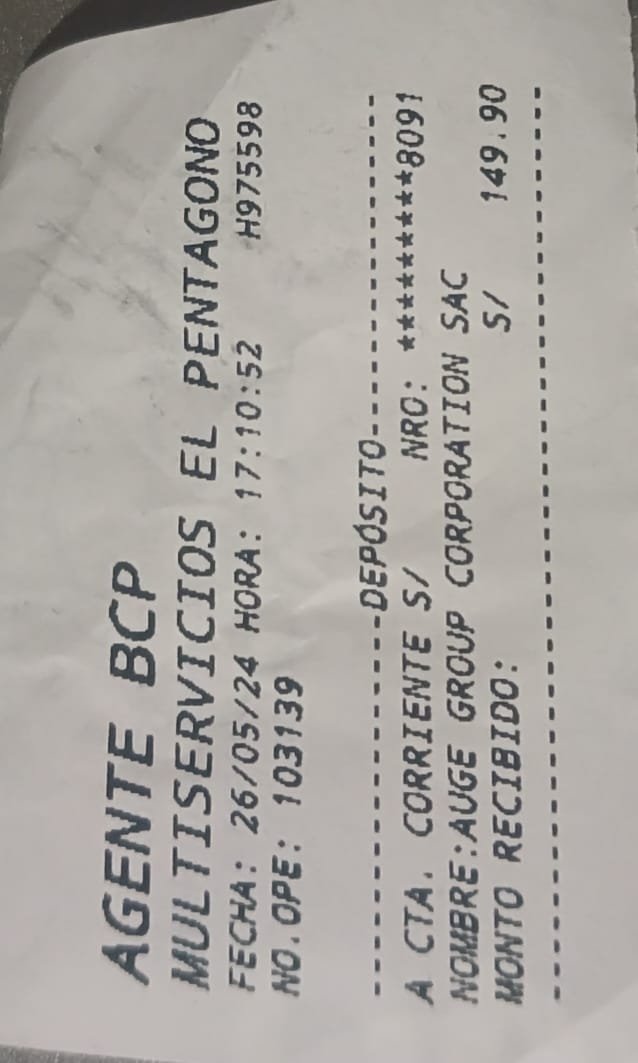 AGENTE BCP
MULTISERVICIOS EL PENTAGONO
FECHA: 26/05/24 HORA: 17:10:52 H975598
NO.OPE: 103139
--------------------DEPÓSITO--------------------
A CTA. CORRIENTE S/ NRO: **********8091
NOMBRE:AUGE GROUP CORPORATION SAC
MONTO RECIBIDO: S/ 149.90
------------------------------------------------